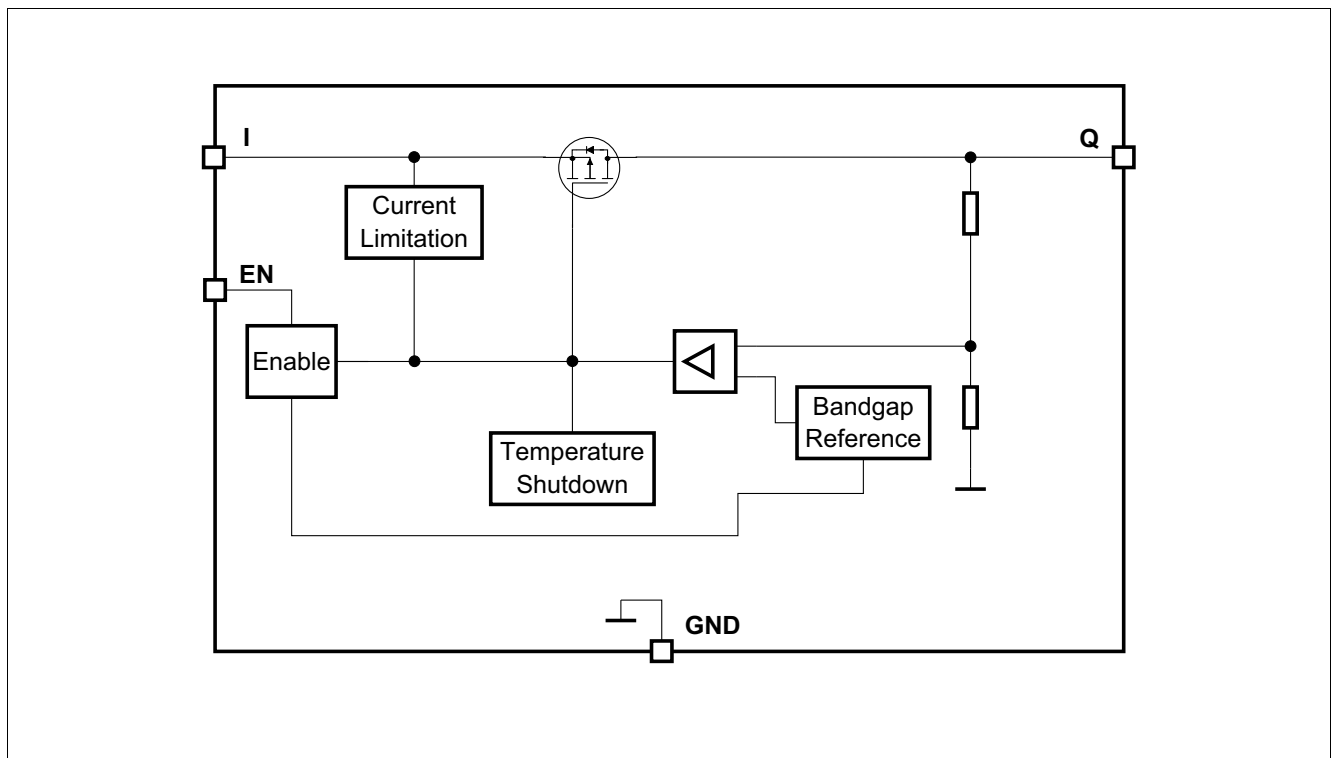 I
Q
Current
Limitation
EN
Enable
Bandgap
Reference
Temperature
Shutdown
GND